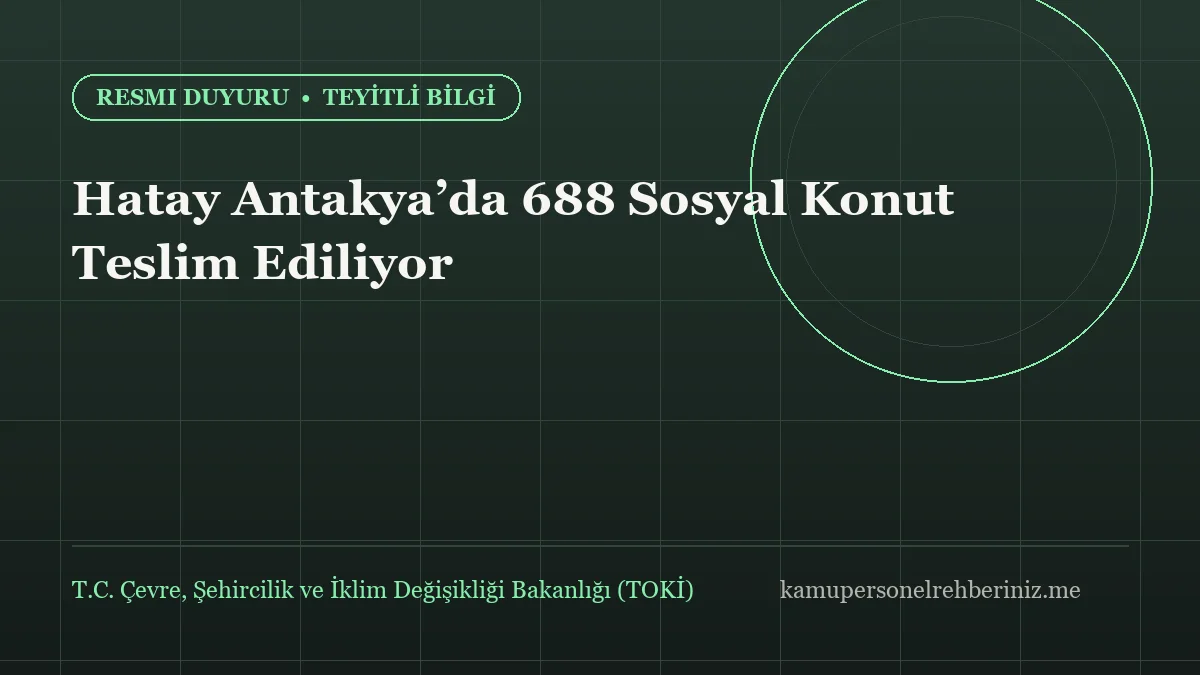 RESMI DUYURU • TEYİTLİ BİLGİ
Hatay Antakya’da 688 Sosyal Konut
Teslim Ediliyor
T.C. Çevre, Şehircilik ve İklim Değişikliği Bakanlığı (TOKİ)
kamupersonelrehberiniz.me